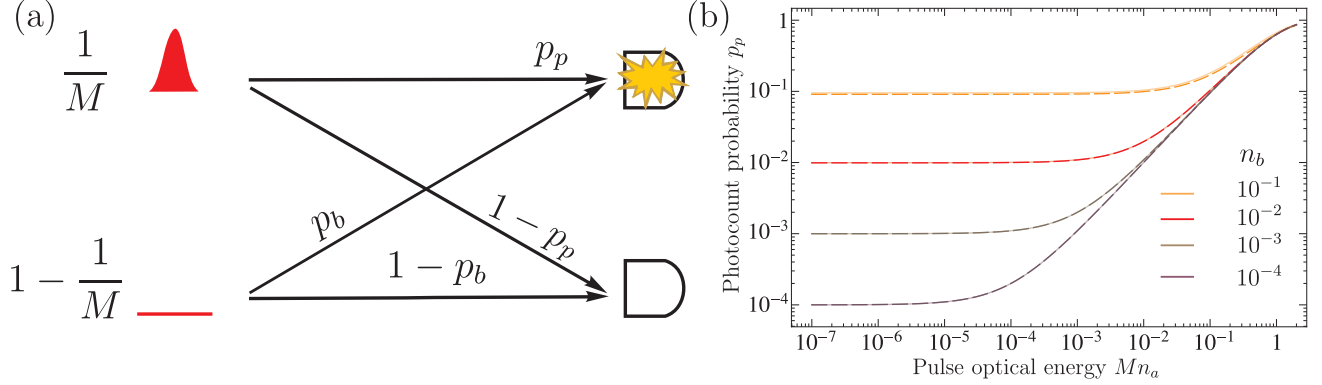 (a)
1/M
p_p
p_b
1 − p_p
1 − p_b
1 − 1/M
(b)
Photocount probability p_p
1
10^−1
10^−2
10^−3
10^−4
n_b
10^−1
10^−2
10^−3
10^−4
10^−7 10^−6 10^−5 10^−4 10^−3 10^−2 10^−1 1
Pulse optical energy Mn_a